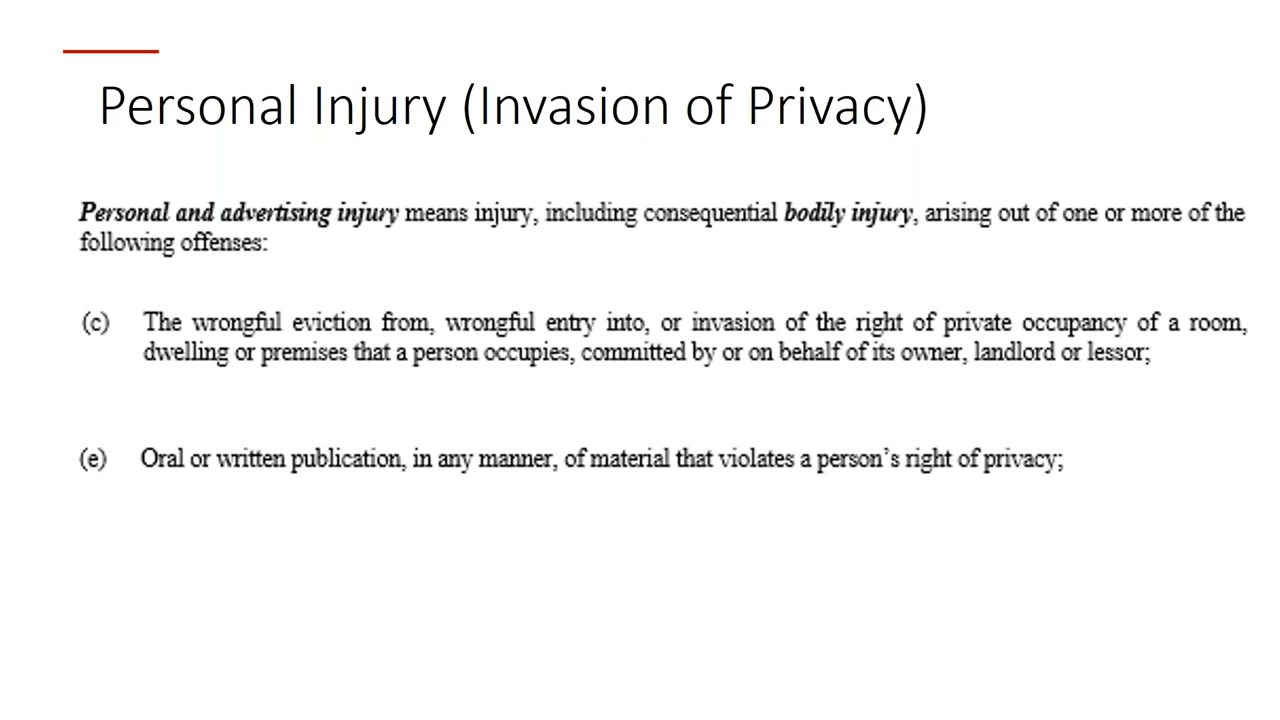 Personal Injury (Invasion of Privacy)
Personal and advertising injury means injury, including consequential bodily injury, arising out of one or more of the
following offenses:
(c) The wrongful eviction from, wrongful entry into, or invasion of the right of private occupancy of a room,
dwelling or premises that a person occupies, committed by or on behalf of its owner, landlord or lessor;
(e) Oral or written publication, in any manner, of material that violates a person's right of privacy;